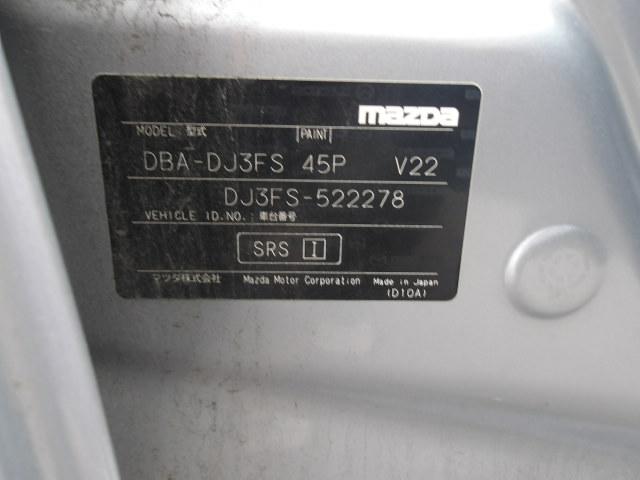 mazda
MODEL 型式 [PAINT]
DBA-DJ3FS 45P V22
DJ3FS-522278
VEHICLE ID.NO.: 車台番号
SRS I
マツダ株式会社 Mazda Motor Corporation Made in Japan
(D10A)